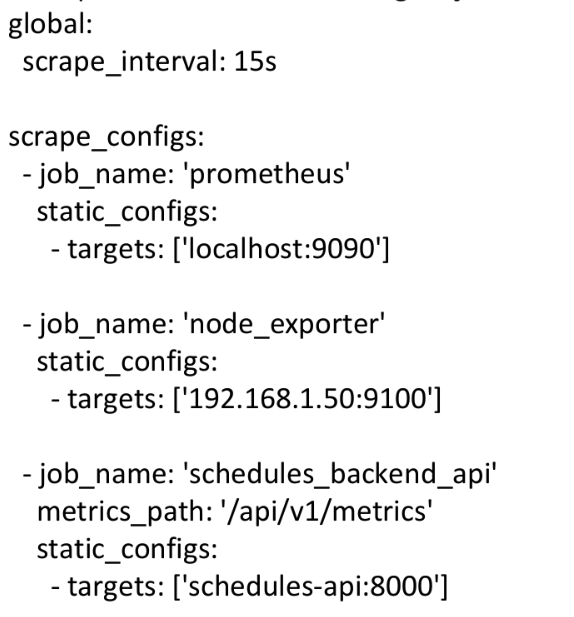 global:
  scrape_interval: 15s

scrape_configs:
  - job_name: 'prometheus'
    static_configs:
      - targets: ['localhost:9090']

  - job_name: 'node_exporter'
    static_configs:
      - targets: ['192.168.1.50:9100']

  - job_name: 'schedules_backend_api'
    metrics_path: '/api/v1/metrics'
    static_configs:
      - targets: ['schedules-api:8000']